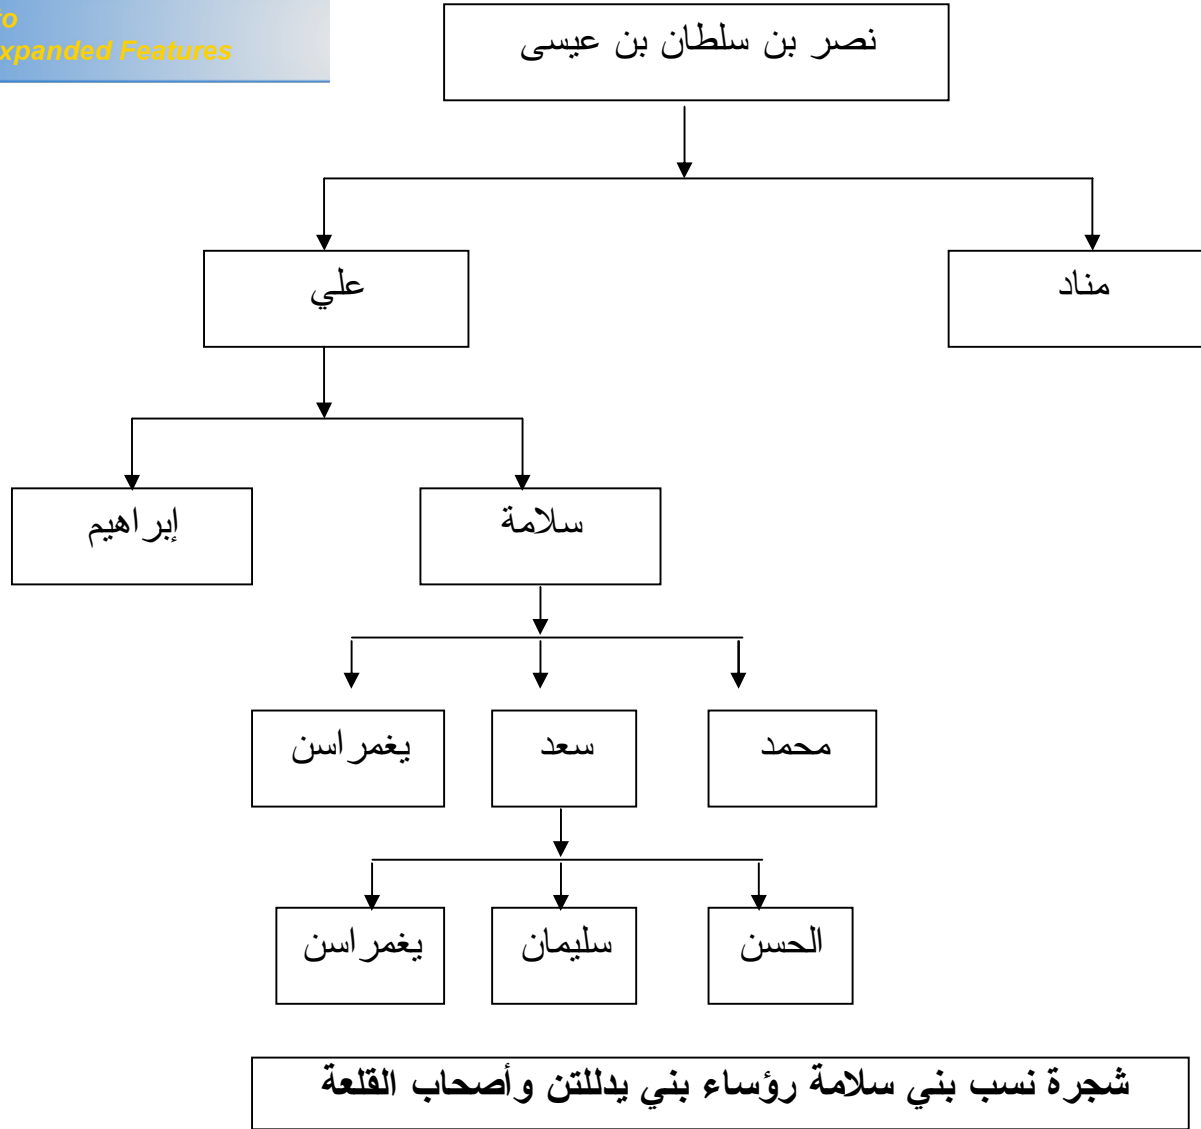 to
xpanded Features
نصر بن سلطان بن عيسى
مناد
علي
سلامة
إبراهيم
محمد
سعد
يغمراسن
الحسن
سليمان
يغمراسن
شجرة نسب بني سلامة رؤساء بني يدللتن وأصحاب القلعة